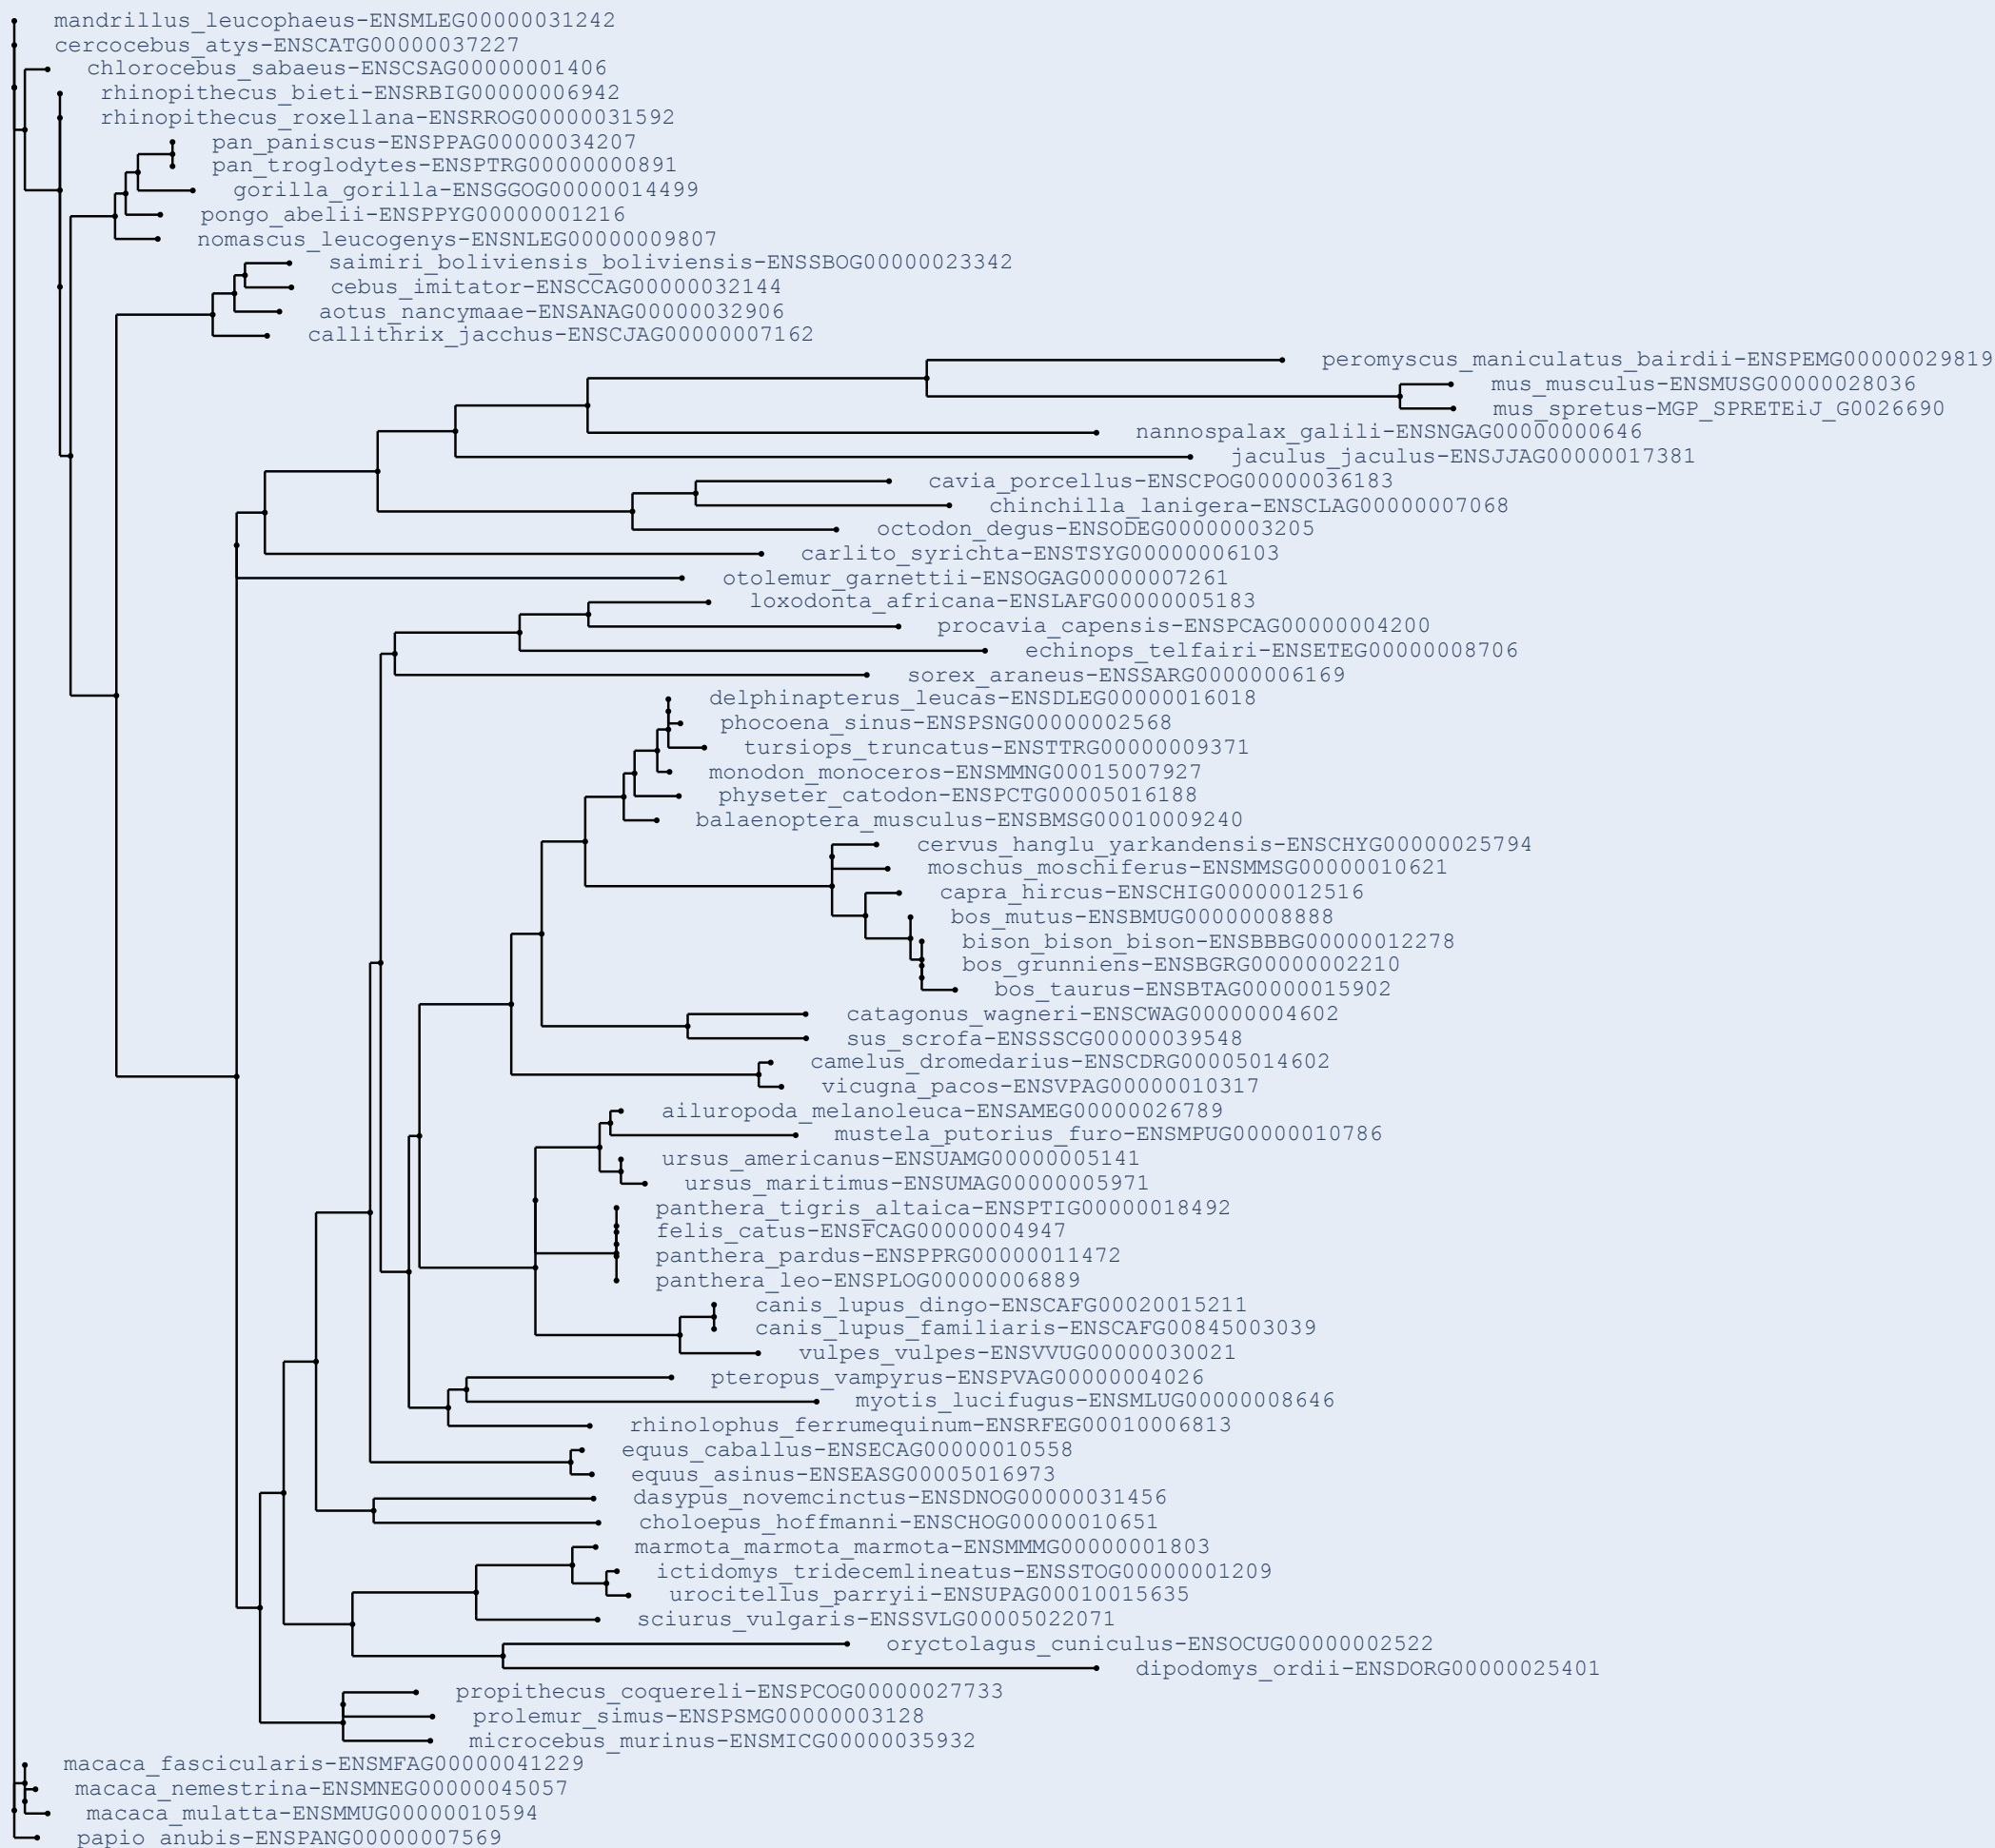 mandrillus_leucophaeus-ENSMLEG00000031242
cercocebus_atys-ENSCATG00000037227
chlorocebus_sabaeus-ENSCSAG00000001406
rhinopithecus_bieti-ENSRBIG00000006942
rhinopithecus_roxellana-ENSRROG00000031592
pan_paniscus-ENSPPAG00000034207
pan_troglodytes-ENSPTRG00000000891
gorilla_gorilla-ENSGGOG00000014499
pongo_abelii-ENSPPYG00000001216
nomascus_leucogenys-ENSNLEG00000009807
saimiri_boliviensis_boliviensis-ENSSBOG00000023342
cebus_imitator-ENSCCAG00000032144
aotus_nancymaae-ENSANAG00000032906
callithrix_jacchus-ENSCJAG00000007162
peromyscus_maniculatus_bairdii-ENSPEMG00000029819
mus_musculus-ENSMUSG00000028036
mus_spretus-MGP_SPRETEiJ_G0026690
nannospalax_galili-ENSNGAG00000000646
jaculus_jaculus-ENSJJAG00000017381
cavia_porcellus-ENSCPOG00000036183
chinchilla_lanigera-ENSCLAG00000007068
octodon_degus-ENSODEG00000003205
carlito_syrichta-ENSTSYG00000006103
otolemur_garnettii-ENSOGAG00000007261
loxodonta_africana-ENSLAFG00000005183
procavia_capensis-ENSPCAG00000004200
echinops_telfairi-ENSETEG00000008706
sorex_araneus-ENSSARG00000006169
delphinapterus_leucas-ENSDLEG00000016018
phocoena_sinus-ENSPSNG00000002568
tursiops_truncatus-ENSTTRG00000009371
monodon_monoceros-ENSMMNG00015007927
physeter_catodon-ENSPCTG00005016188
balaenoptera_musculus-ENSBMSG00010009240
cervus_hanglu_yarkandensis-ENSCHYG00000025794
moschus_moschiferus-ENSMMSG00000010621
capra_hircus-ENSCHIG00000012516
bos_mutus-ENSBMUG00000008888
bison_bison_bison-ENSBBBG00000012278
bos_grunniens-ENSBGRG00000002210
bos_taurus-ENSBTAG00000015902
catagonus_wagneri-ENSCWAG00000004602
sus_scrofa-ENSSSCG00000039548
camelus_dromedarius-ENSCDRG00005014602
vicugna_pacos-ENSVPAG00000010317
ailuropoda_melanoleuca-ENSAMEG00000026789
mustela_putorius_furo-ENSMPUG00000010786
ursus_americanus-ENSUAMG00000005141
ursus_maritimus-ENSUMAG00000005971
panthera_tigris_altaica-ENSPTIG00000018492
felis_catus-ENSFCAG00000004947
panthera_pardus-ENSPPRG00000011472
panthera_leo-ENSPLOG00000006889
canis_lupus_dingo-ENSCAFG00020015211
canis_lupus_familiaris-ENSCAFG00845003039
vulpes_vulpes-ENSVVUG00000030021
pteropus_vampyrus-ENSPVAG00000004026
myotis_lucifugus-ENSMLUG00000008646
rhinolophus_ferrumequinum-ENSRFEG00010006813
equus_caballus-ENSECAG00000010558
equus_asinus-ENSEASG00005016973
dasypus_novemcinctus-ENSDNOG00000031456
choloepus_hoffmanni-ENSCHOG00000010651
marmota_marmota_marmota-ENSMMMG00000001803
ictidomys_tridecemlineatus-ENSSTOG00000001209
urocitellus_parryii-ENSUPAG00010015635
sciurus_vulgaris-ENSSVLG00005022071
oryctolagus_cuniculus-ENSOCUG00000002522
dipodomys_ordii-ENSDORG00000025401
propithecus_coquereli-ENSPCOG00000027733
prolemur_simus-ENSPSMG00000003128
microcebus_murinus-ENSMICG00000035932
macaca_fascicularis-ENSMFAG00000041229
macaca_nemestrina-ENSMNEG00000045057
macaca_mulatta-ENSMMUG00000010594
papio_anubis-ENSPANG00000007569